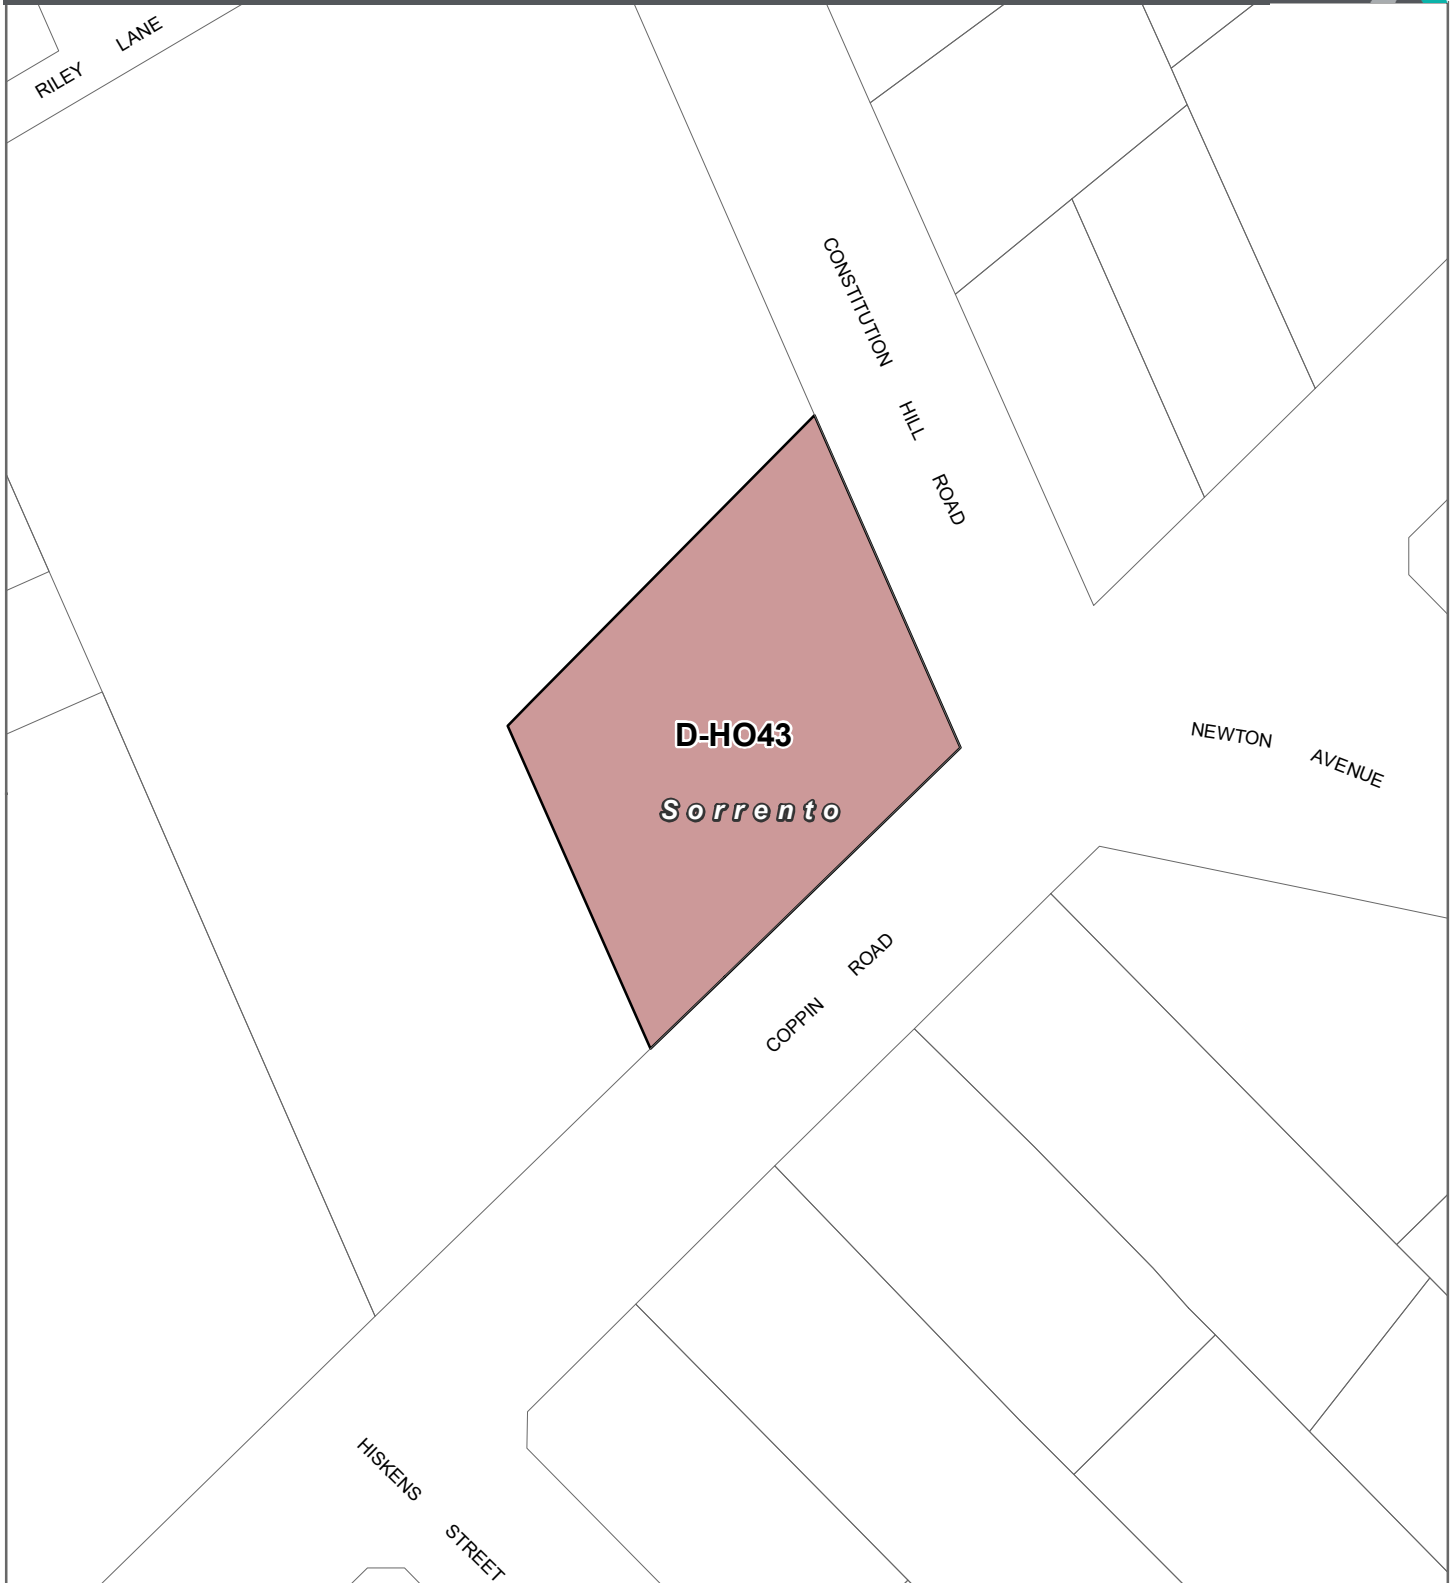 RILEY LANE
CONSTITUTION HILL ROAD
D-HO43
Sorrento
NEWTON AVENUE
COPPIN ROAD
HISKENS STREET